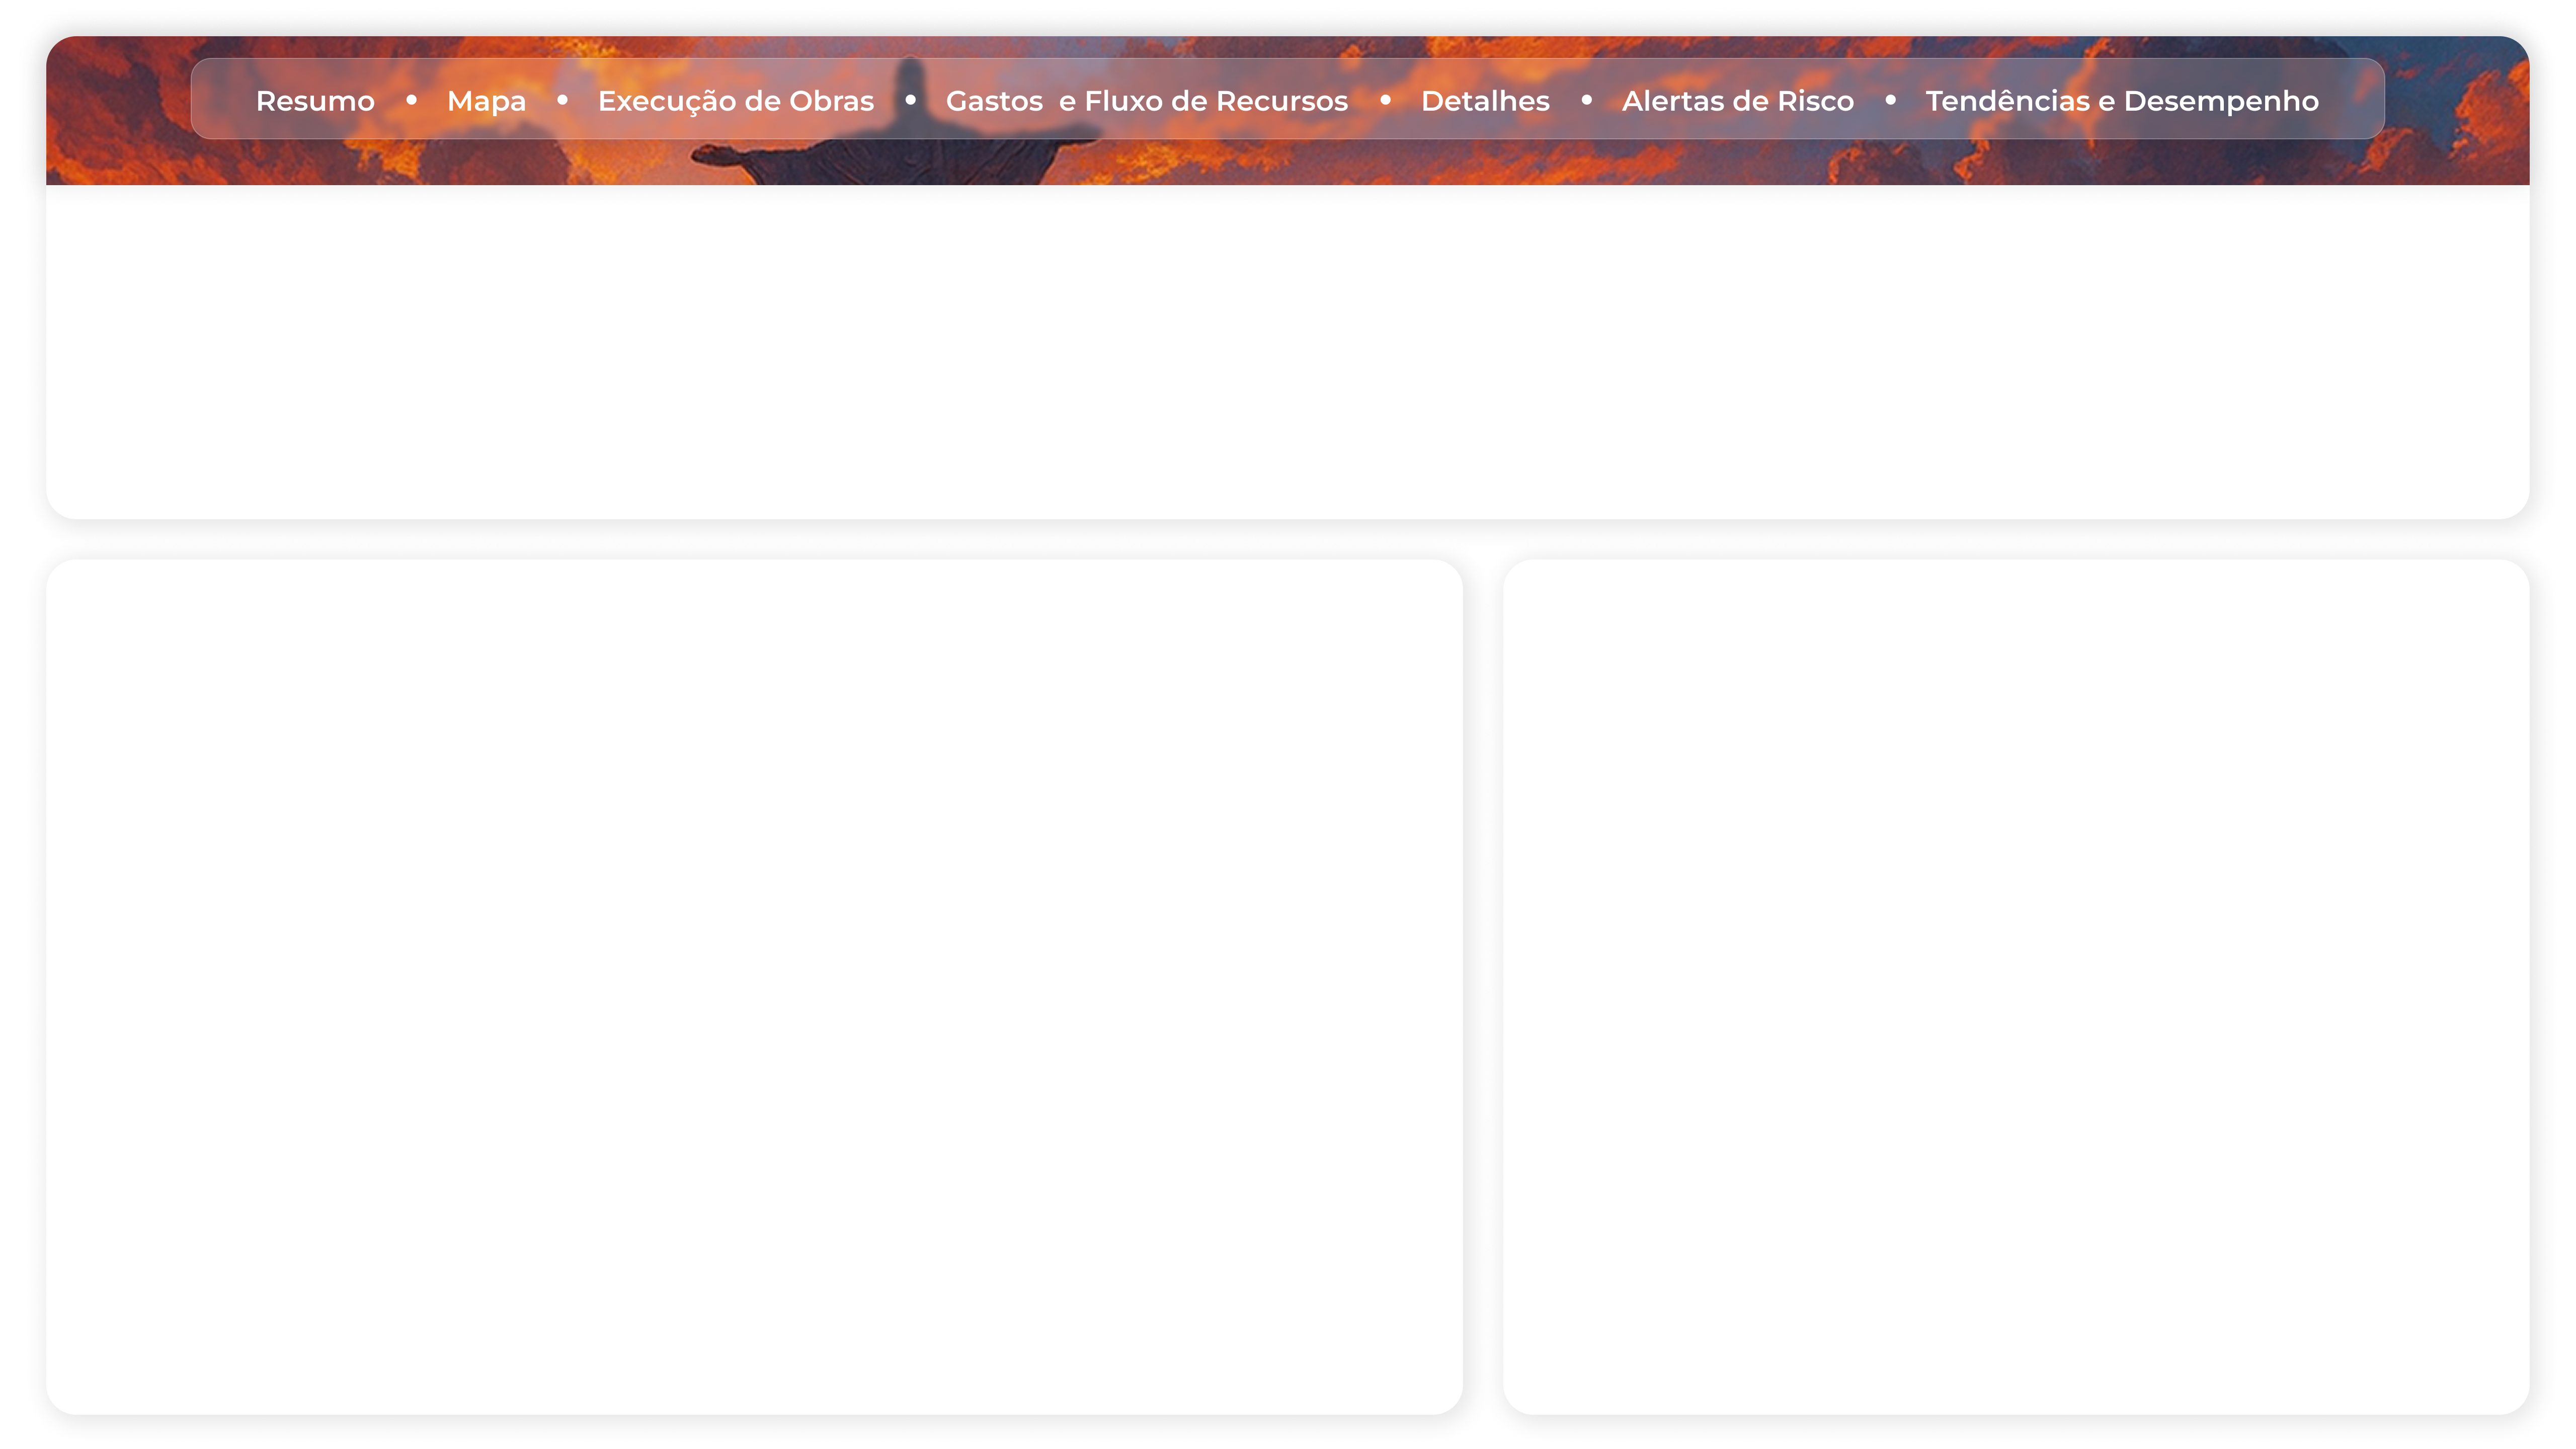 Resumo • Mapa • Execução de Obras • Gastos  e Fluxo de Recursos • Detalhes • Alertas de Risco • Tendências e Desempenho